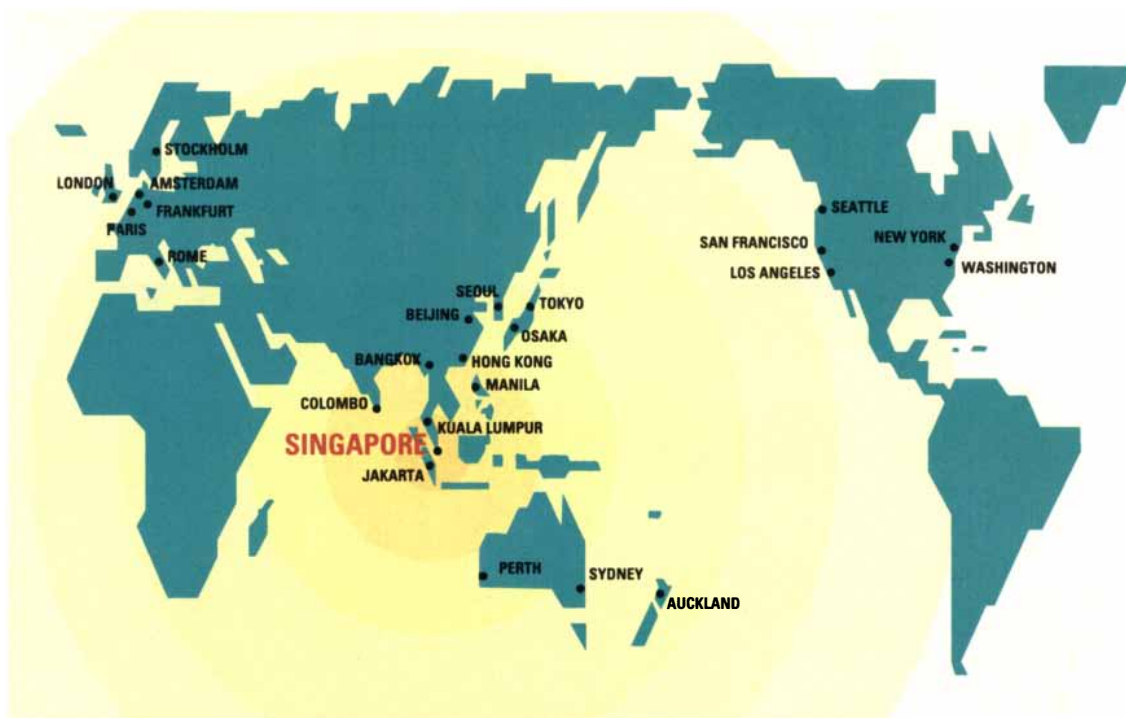 STOCKHOLM
LONDON
AMSTERDAM
FRANKFURT
PARIS
ROME
SEATTLE
NEW YORK
SAN FRANCISCO
WASHINGTON
LOS ANGELES
SEOUL
TOKYO
BEIJING
OSAKA
BANGKOK
HONG KONG
MANILA
COLOMBO
KUALA LUMPUR
SINGAPORE
JAKARTA
PERTH
SYDNEY
AUCKLAND